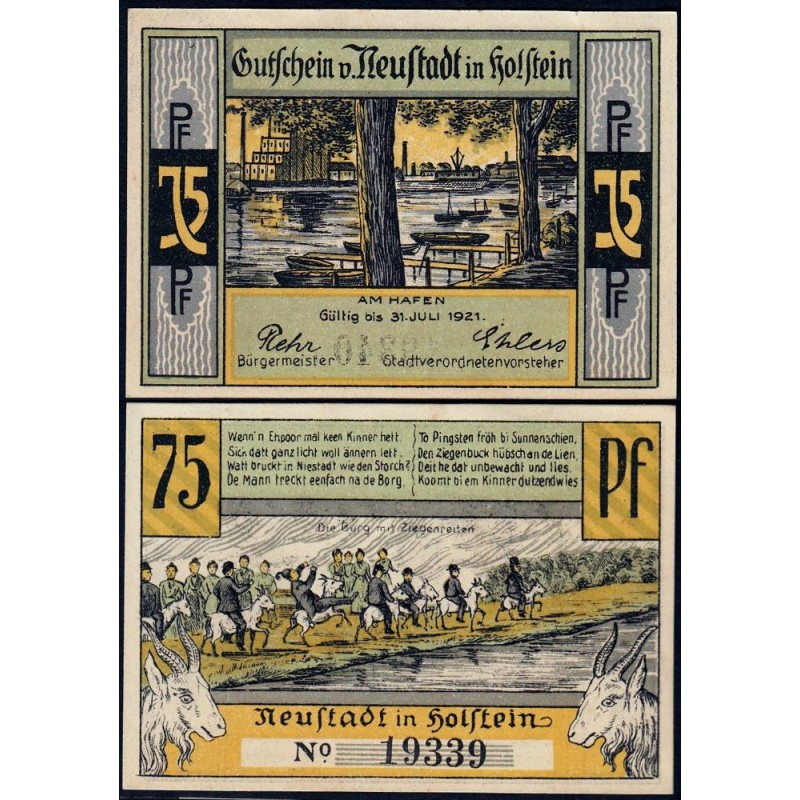 Gutschein v. Neustadt in Holstein
PF 75 PF
PF 75 PF
AM HAFEN
Gültig bis 31. JULI 1921.
Rehr Ehlers
Bürgermeister Stadtverordnetenvorsteher
75
Wenn'n Ehpoor mal keen Kinner hett
Sich datt ganz licht woll ännern lett.
Watt bruckt in Niestadt wie den Storch?
De Mann treckt eenfach na de Borg.
To Pingsten fröh bi Sunnenschien,
Den Ziegenbuck hübsch an de Lien,
Deit he dat unbewacht und lies.
Koomt bi em Kinner dutzendwies
Pf
Die Burg mit Ziegenreiten
Neustadt in Holstein
No. 19339